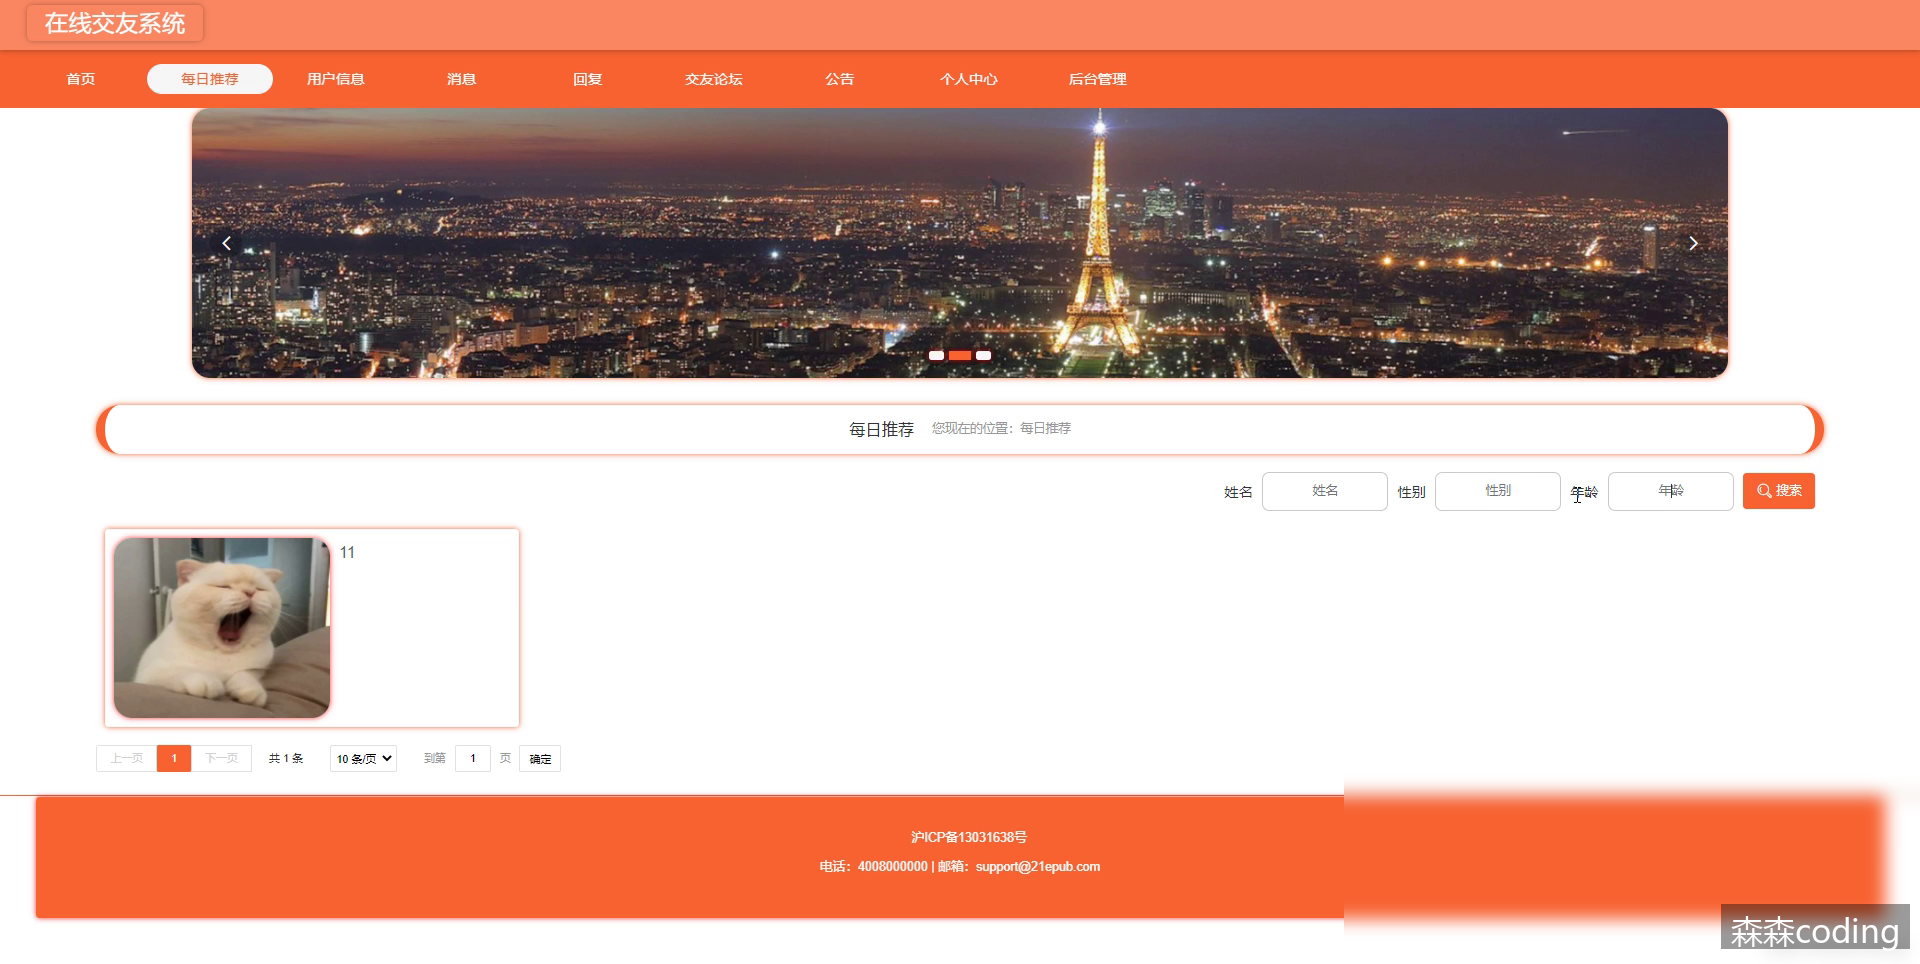 在线交友系统
首页 每日推荐 用户信息 消息 回复 交友论坛 公告 个人中心 后台管理
每日推荐 您现在的位置：每日推荐
姓名 姓名 性别 性别 年龄 年龄 搜索
11
上一页 1 下一页 共 1 条 10 条/页 到第 1 页 确定
沪ICP备13031638号
电话：4008000000 | 邮箱：support@21epub.com
森森coding